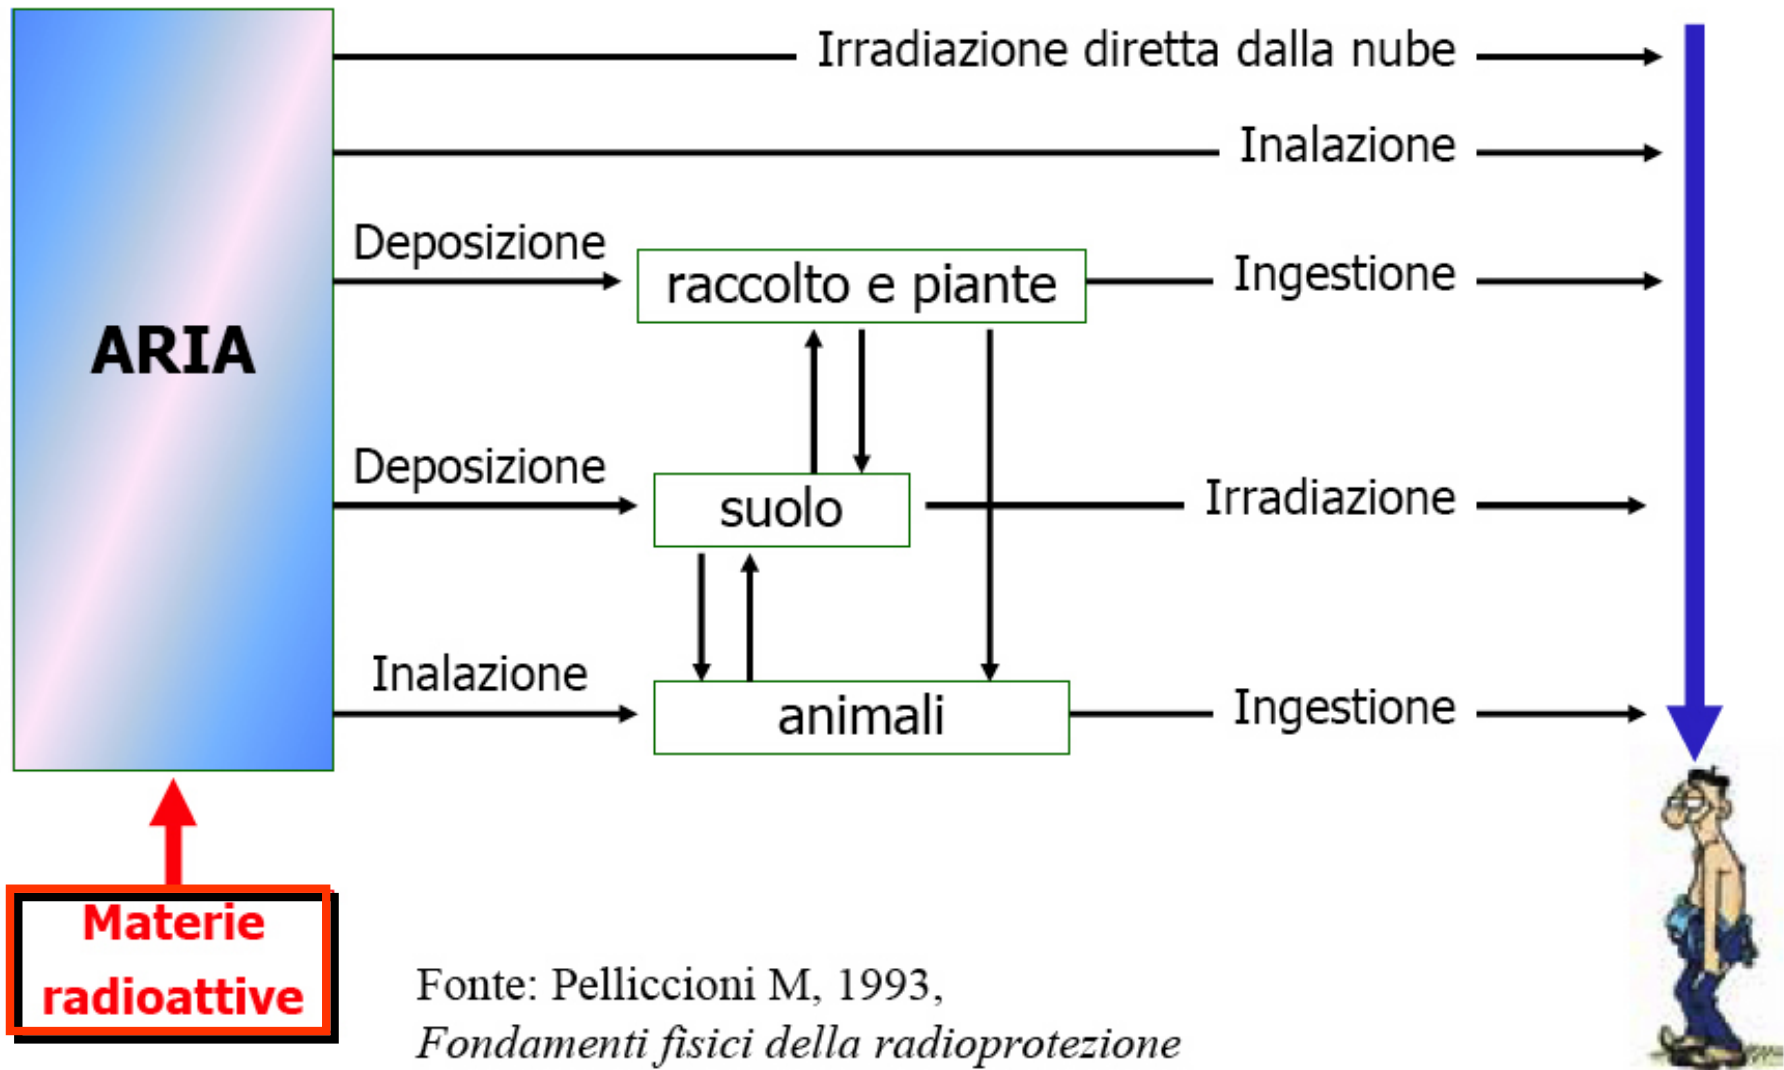 Irradiazione diretta dalla nube
Inalazione
Deposizione
raccolto e piante
Ingestione
ARIA
Deposizione
suolo
Irradiazione
Inalazione
animali
Ingestione
Materie
radioattive
Fonte: Pelliccioni M, 1993,
Fondamenti fisici della radioprotezione